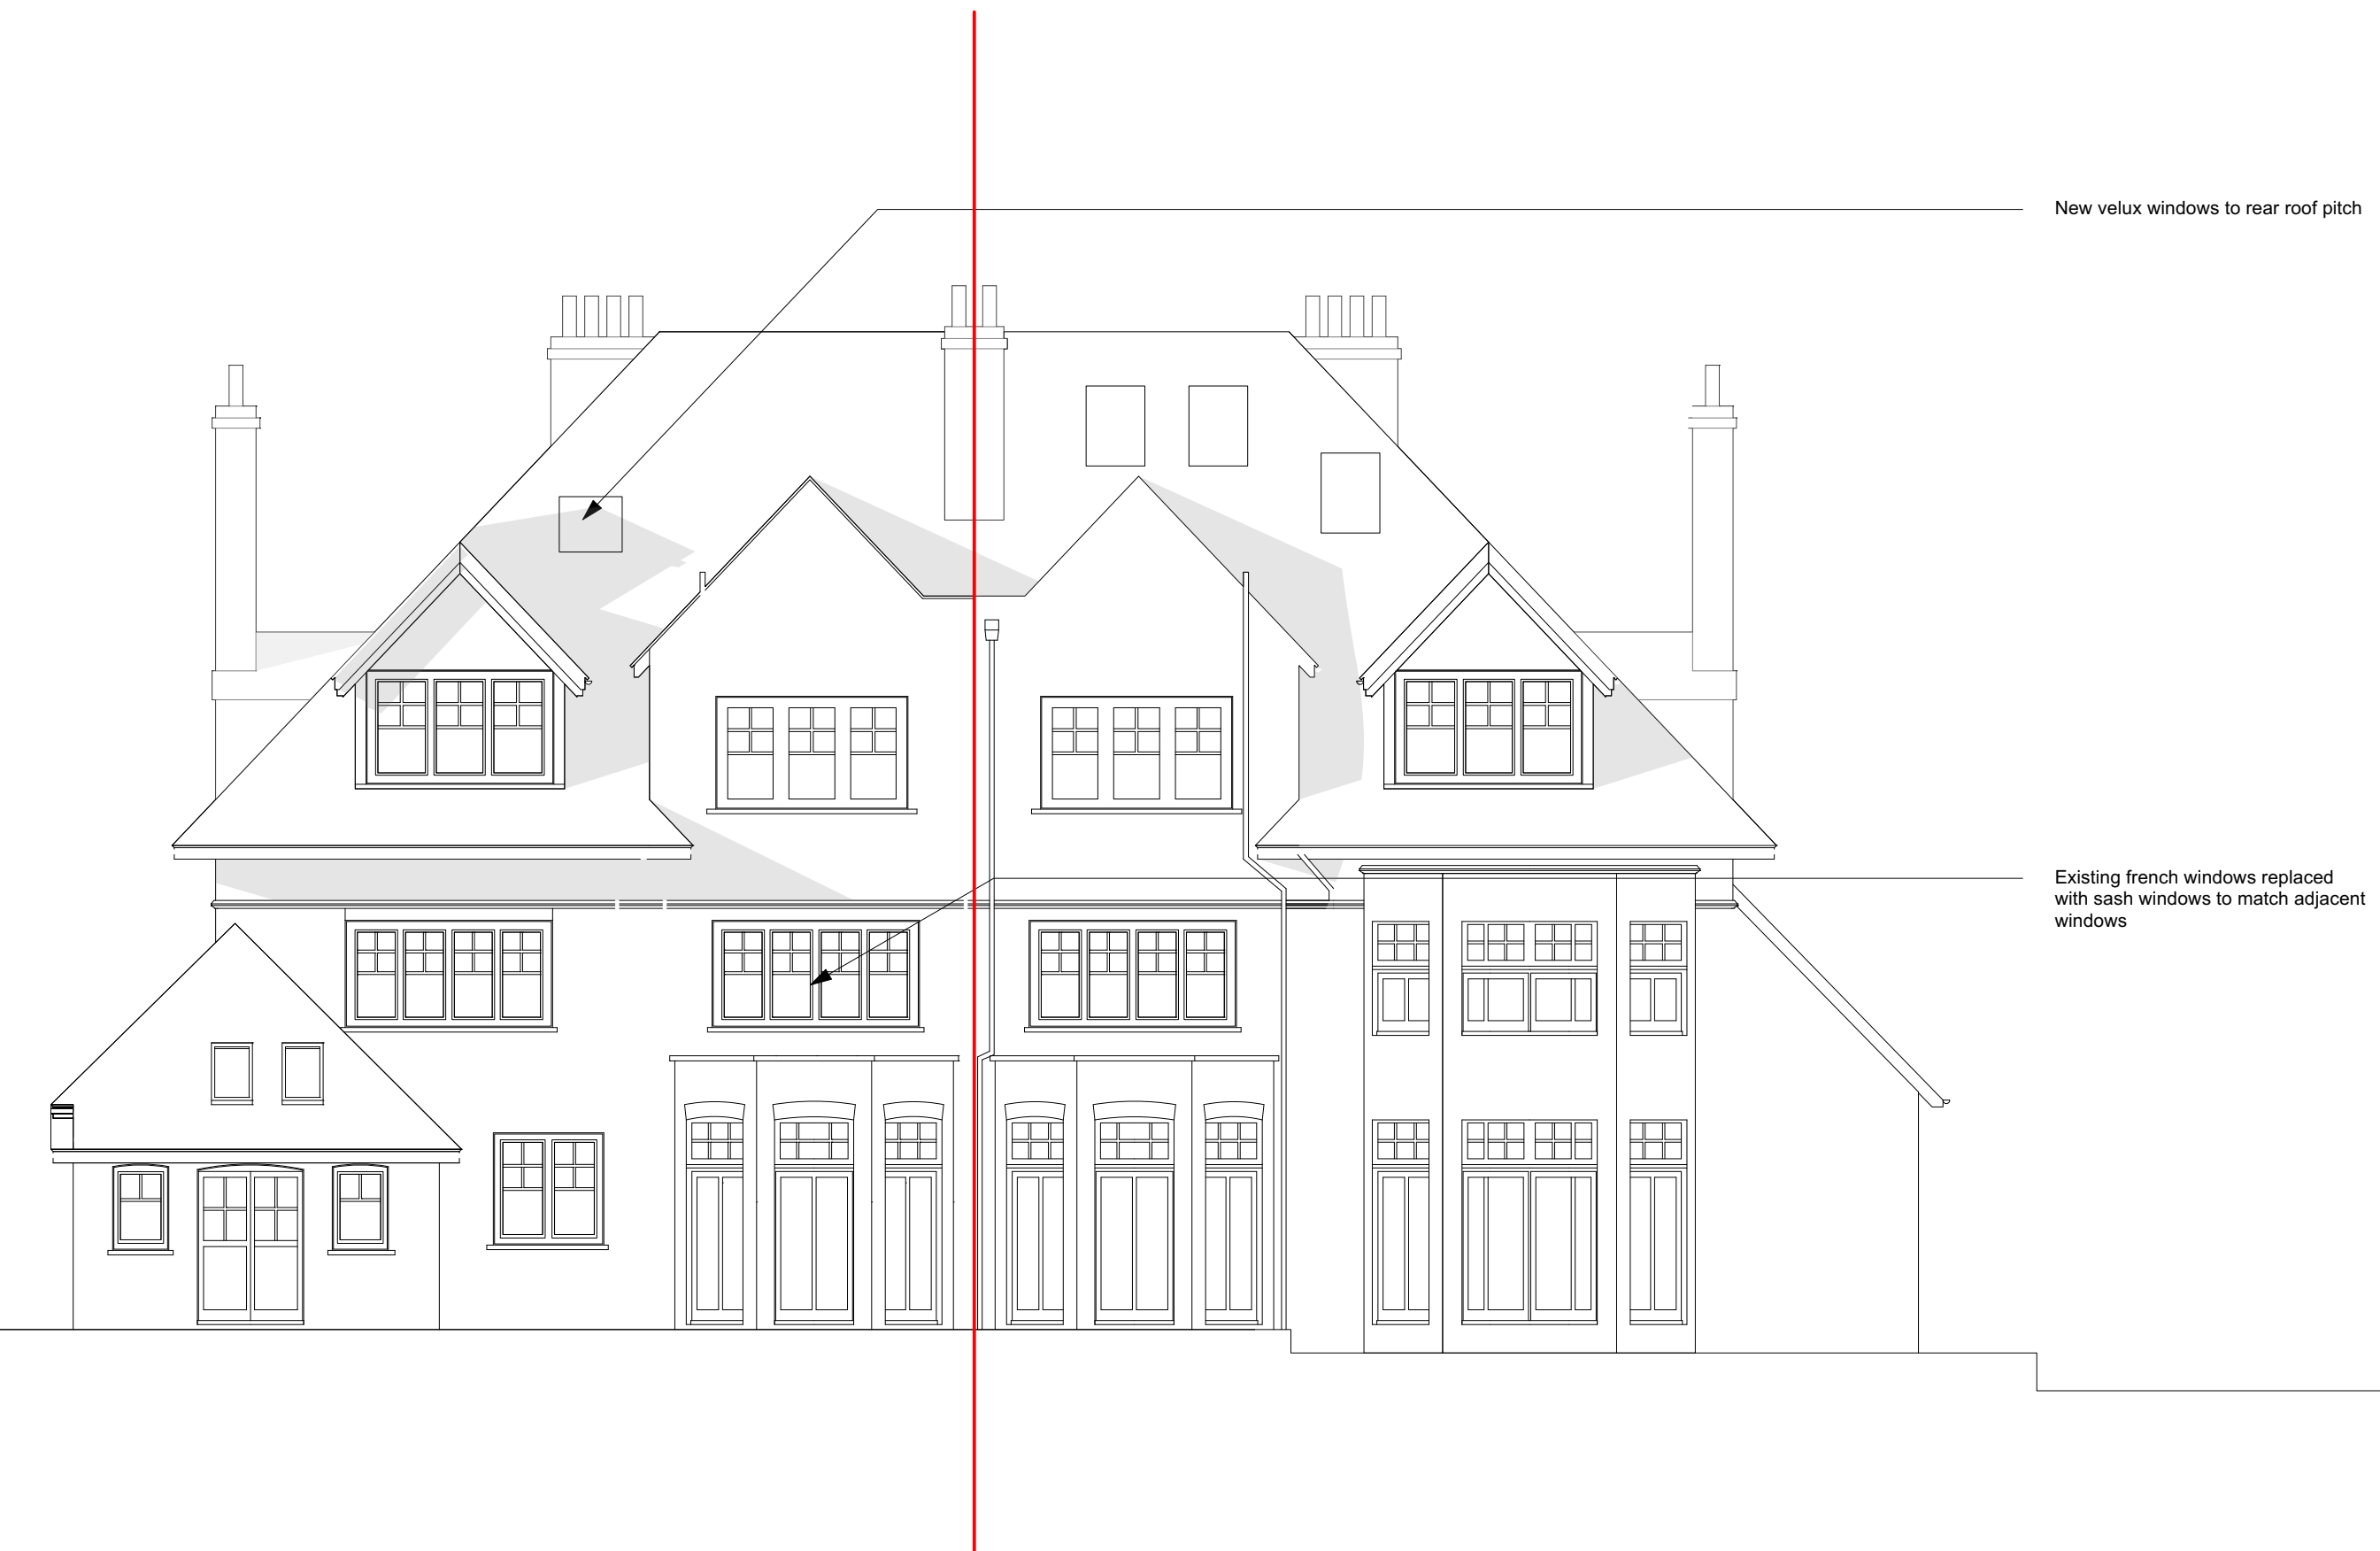 New velux windows to rear roof pitch
Existing french windows replaced
with sash windows to match adjacent
windows